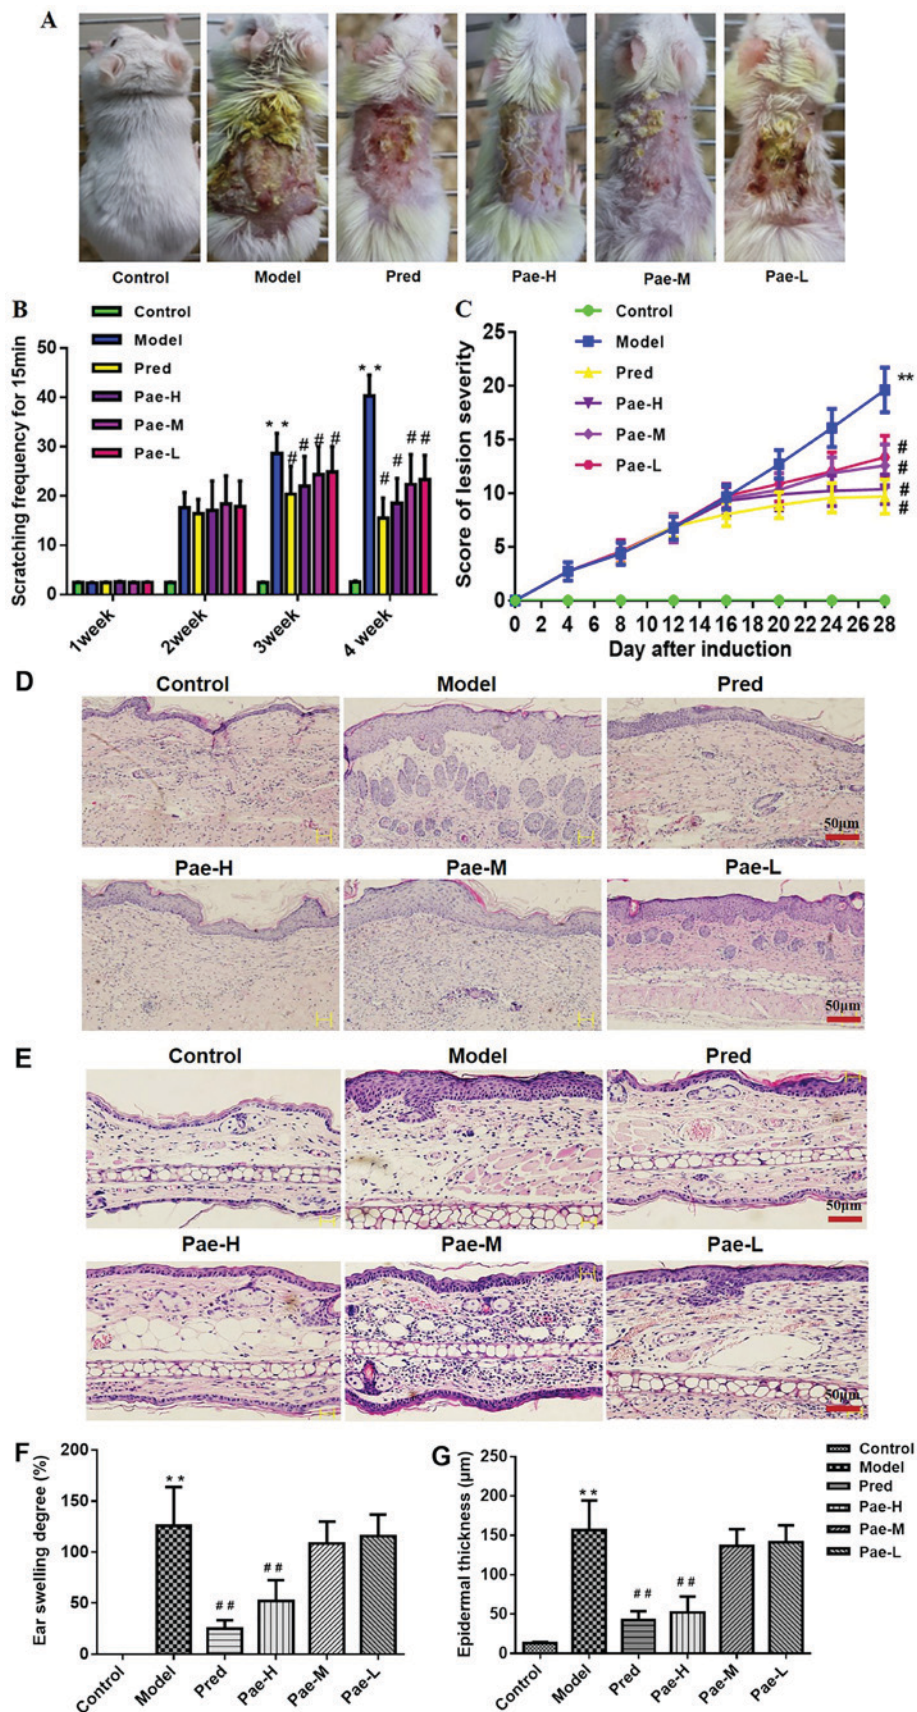 A
Control Model Pred Pae-H Pae-M Pae-L
B
Control
Model
Pred
Pae-H
Pae-M
Pae-L
Scratching frequency for 15min
50
40
30
20
10
0
* *
# # # #
* *
# # # #
1week 2week 3week 4 week
C
Control
Model
Pred
Pae-H
Pae-M
Pae-L
Score of lesion severity
25
20
15
10
5
0
**
#
#
#
#
0 2 4 6 8 10 12 14 16 18 20 22 24 26 28
Day after induction
D
Control Model Pred
50μm
Pae-H Pae-M Pae-L
50μm
E
Control Model Pred
50μm
Pae-H Pae-M Pae-L
50μm
F
Ear swelling degree (%)
200
150
100
50
0
* *
# #
# #
Control Model Pred Pae-H Pae-M Pae-L
G
Epidermal thickness (μm)
250
200
150
100
50
0
* *
# #
# #
Control Model Pred Pae-H Pae-M Pae-L
Control
Model
Pred
Pae-H
Pae-M
Pae-L